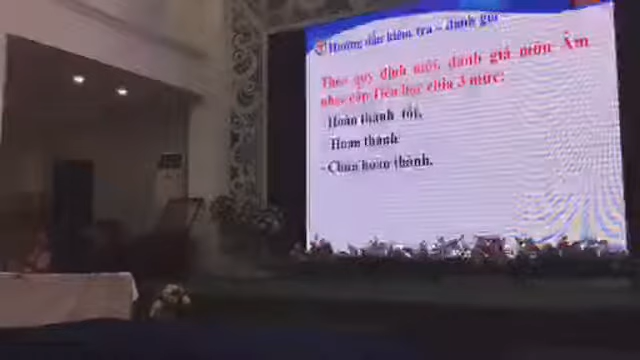 Hướng dẫn kiểm tra – đánh giá
Theo quy định mới, đánh giá môn Âm
nhạc cấp Tiểu học chia 3 mức:
Hoàn thành tốt.
Hoàn thành
- Chưa hoàn thành.